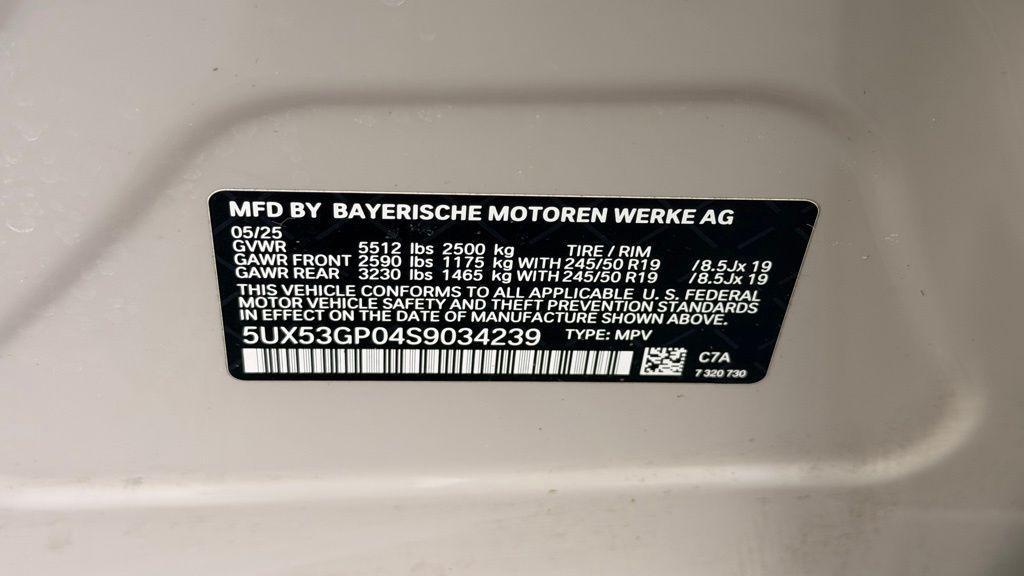 MFD BY BAYERISCHE MOTOREN WERKE AG
05/25
GVWR 5512 lbs 2500 kg TIRE / RIM
GAWR FRONT 2590 lbs 1175 kg WITH 245/50 R19 /8.5Jx 19
GAWR REAR 3230 lbs 1465 kg WITH 245/50 R19 /8.5Jx 19
THIS VEHICLE CONFORMS TO ALL APPLICABLE U. S. FEDERAL
MOTOR VEHICLE SAFETY AND THEFT PREVENTION STANDARDS
IN EFFECT ON THE DATE OF MANUFACTURE SHOWN ABOVE.
5UX53GP04S9034239 TYPE: MPV
C7A
7 320 730